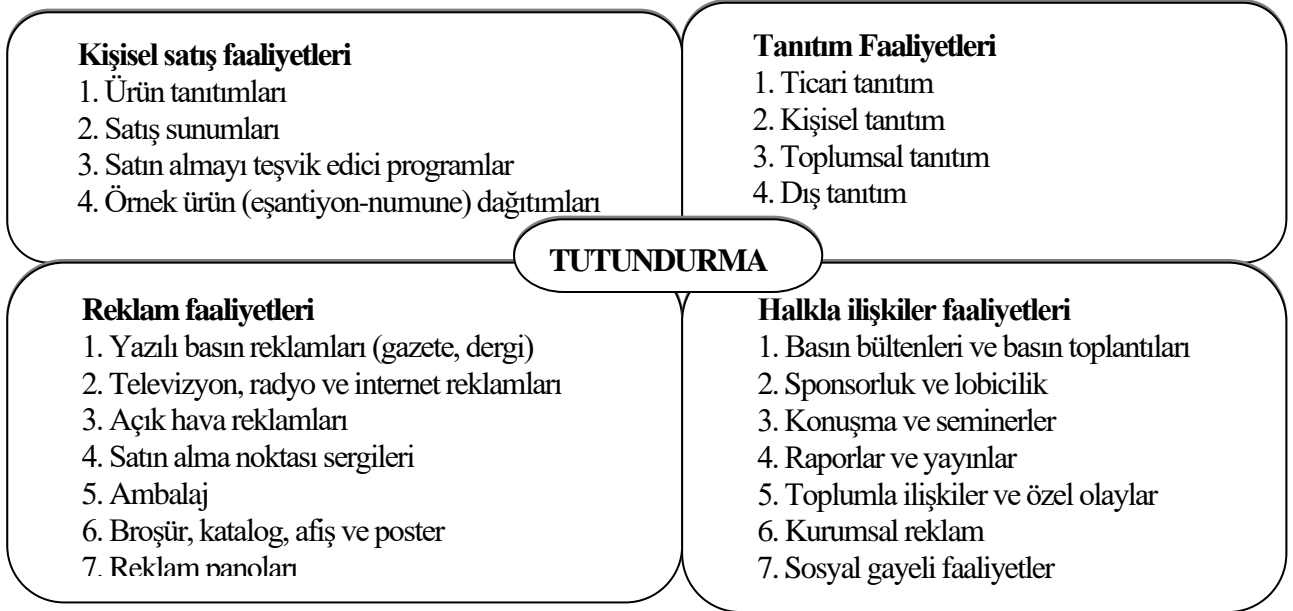 Kişisel satış faaliyetleri
1. Ürün tanıtımları
2. Satış sunumları
3. Satın almayı teşvik edici programlar
4. Örnek ürün (eşantiyon-numune) dağıtımları
Tanıtım Faaliyetleri
1. Ticari tanıtım
2. Kişisel tanıtım
3. Toplumsal tanıtım
4. Dış tanıtım
TUTUNDURMA
Reklam faaliyetleri
1. Yazılı basın reklamları (gazete, dergi)
2. Televizyon, radyo ve internet reklamları
3. Açık hava reklamları
4. Satın alma noktası sergileri
5. Ambalaj
6. Broşür, katalog, afiş ve poster
7. Reklam panoları
Halkla ilişkiler faaliyetleri
1. Basın bültenleri ve basın toplantıları
2. Sponsorluk ve lobicilik
3. Konuşma ve seminerler
4. Raporlar ve yayınlar
5. Toplumla ilişkiler ve özel olaylar
6. Kurumsal reklam
7. Sosyal gayeli faaliyetler